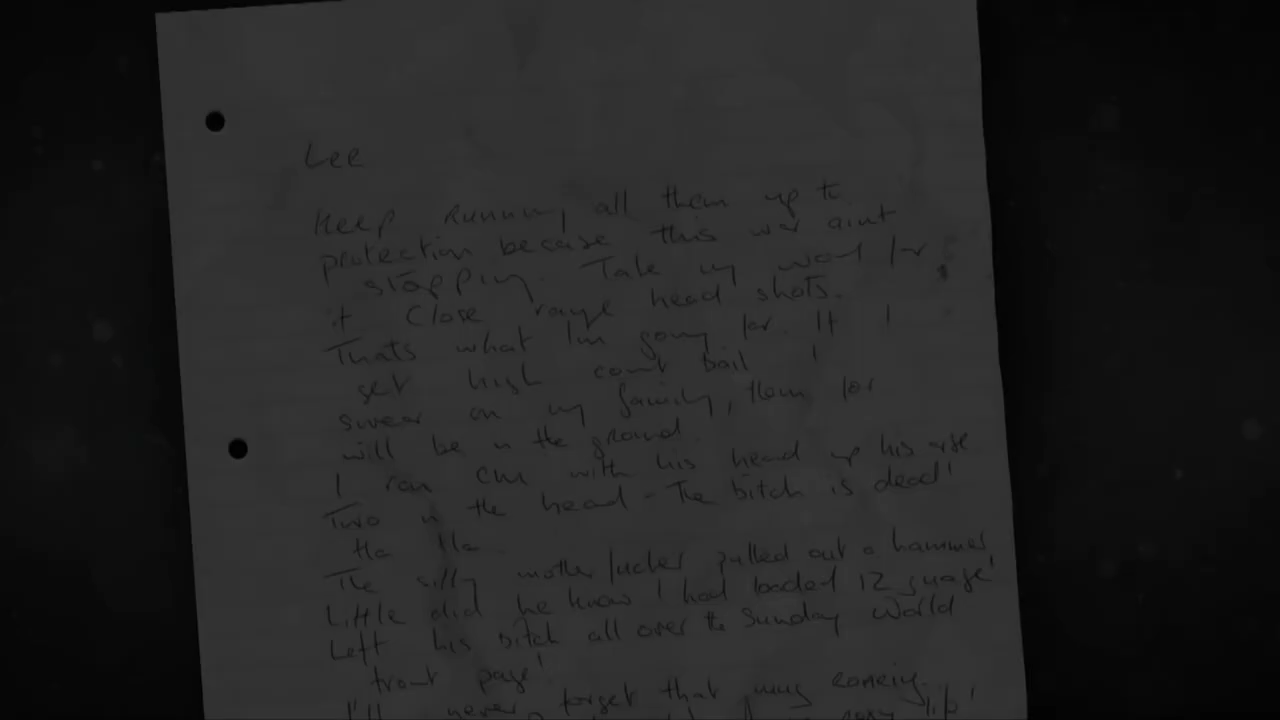 Lee
Keep running all them up to
protection because this war aint
stopping. Take my word for
it close range head shots.
Thats what I'm going for. If I
get high court bail I
swear on my family, them for
will be in the ground
I ran with his head up his arse
Two in the head - The bitch is dead!
Ha Ha
The silly mother fucker pulled out a hammer
Little did he know I had loaded 12 guage!
Left his bitch all over the Sunday World
front page!
I'll never forget that